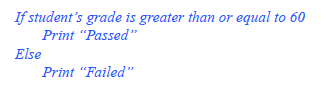 If student’s grade is greater than or equal to 60
Print “Passed”
Else
Print “Failed”